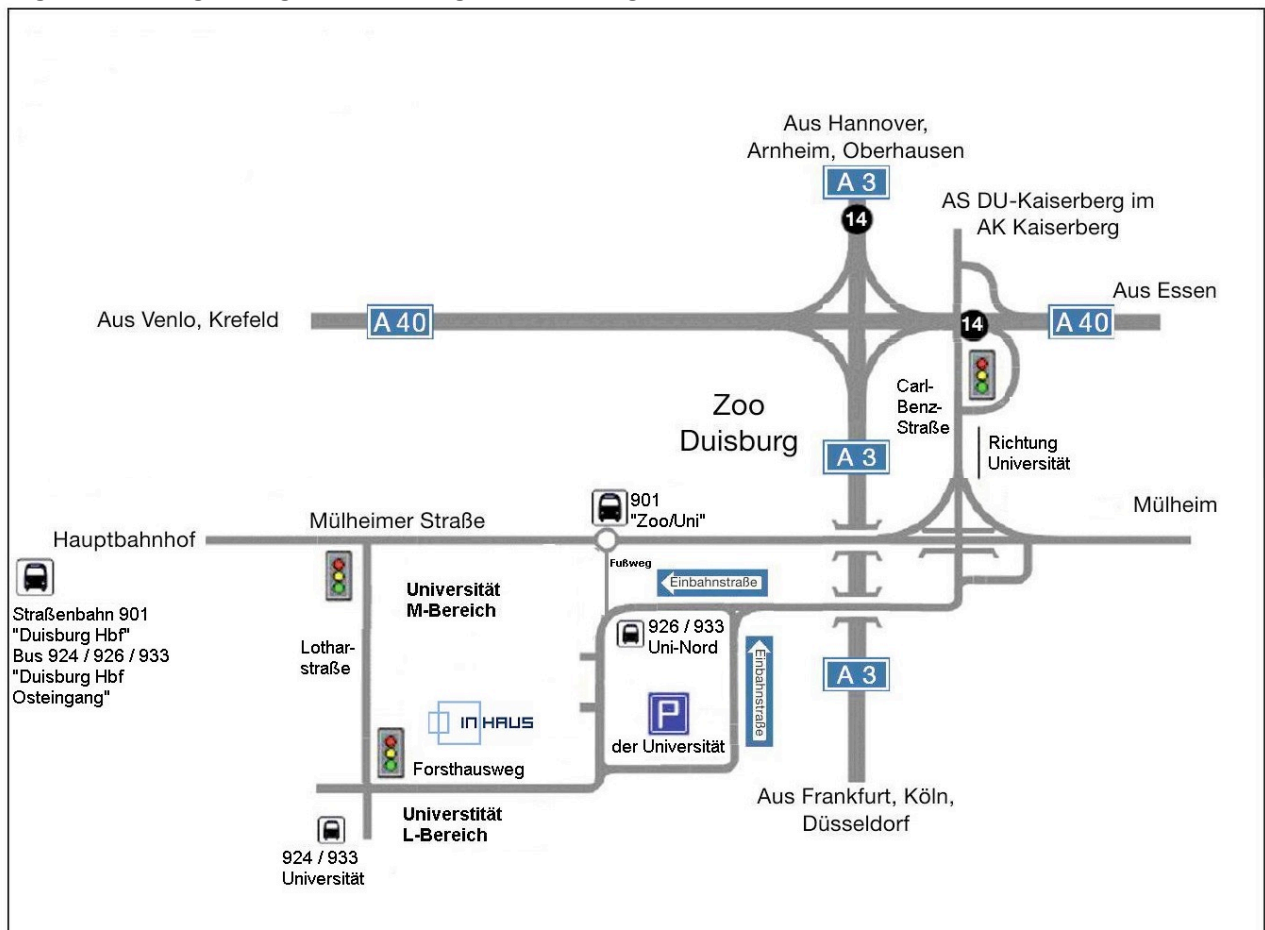 Aus Hannover,
Arnheim, Oberhausen
A 3
14
AS DU-Kaiserberg im
AK Kaiserberg
Aus Essen
Aus Venlo, Krefeld
A 40
14
A 40
Carl-
Benz-
Straße
Zoo
Duisburg
A 3
Richtung
Universität
901
"Zoo/Uni"
Mülheim
Mülheimer Straße
Hauptbahnhof
Fußweg
Einbahnstraße
Universität
M-Bereich
Straßenbahn 901
"Duisburg Hbf"
Bus 924 / 926 / 933
"Duisburg Hbf
Osteingang"
Lothar-
straße
926 / 933
Uni-Nord
Einbahnstraße
A 3
P
der Universität
INHAUS
Forsthausweg
Aus Frankfurt, Köln,
Düsseldorf
Universtität
L-Bereich
924 / 933
Universität